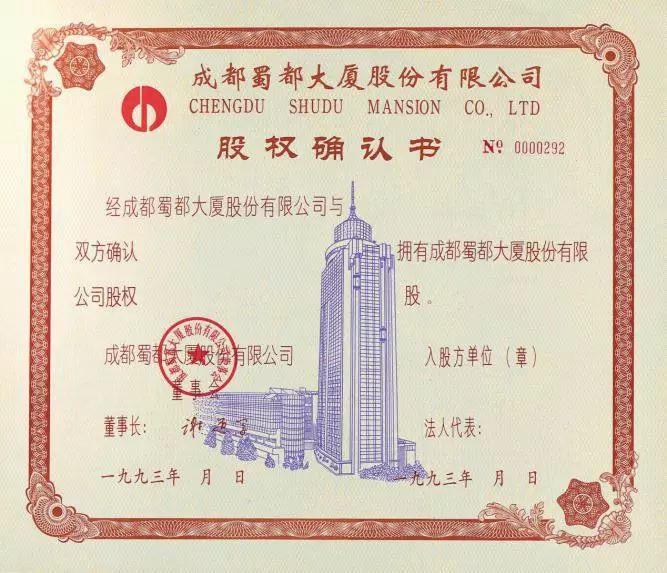 成都蜀都大厦股份有限公司
CHENGDU SHUDU MANSION CO., LTD
股权确认书 № 0000292
经成都蜀都大厦股份有限公司与
双方确认 拥有成都蜀都大厦股份有限
公司股权 股。
成都蜀都大厦股份有限公司 入股方单位（章）
董事会
董事长： 法人代表：
一九九三年 月 日 一九九三年 月 日